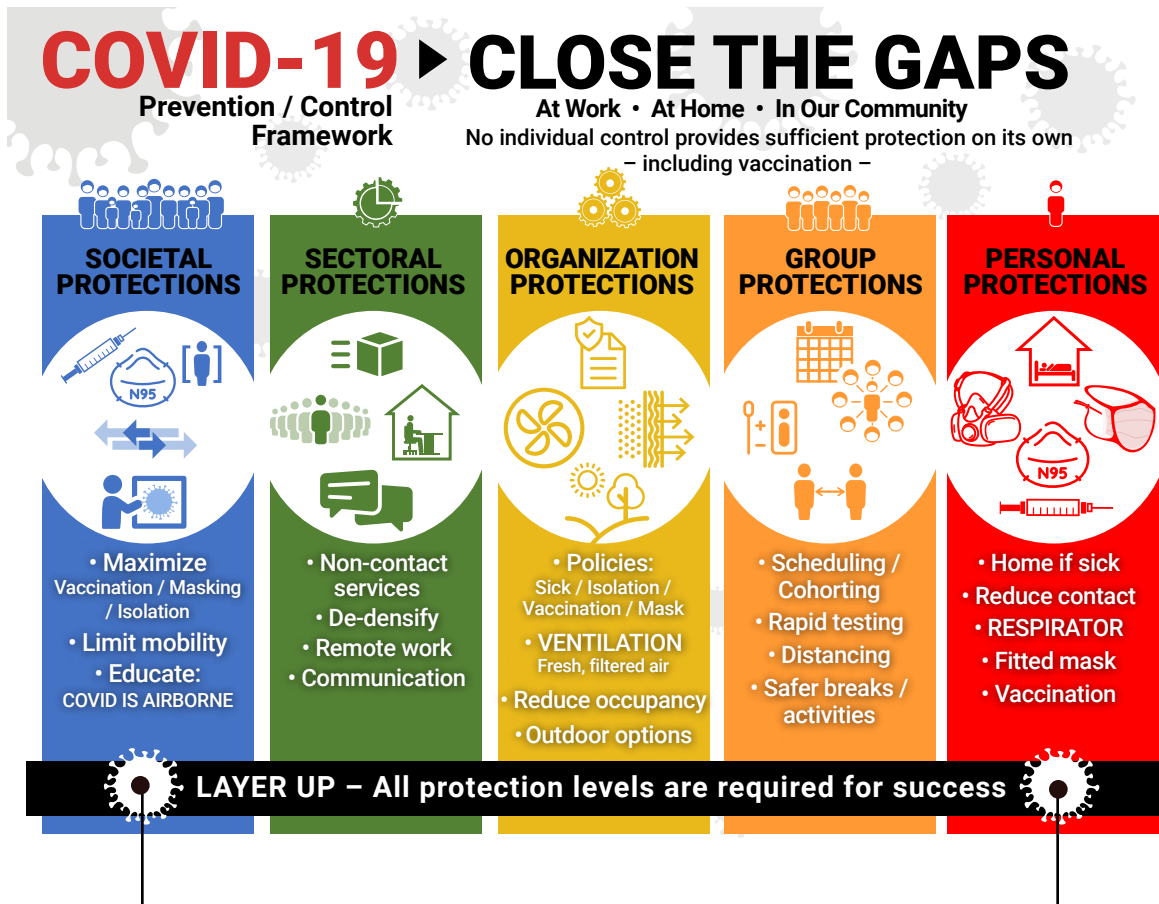 COVID-19
Prevention / Control
Framework
CLOSE THE GAPS
At Work • At Home • In Our Community
No individual control provides sufficient protection on its own
– including vaccination –
SOCIETAL
PROTECTIONS
N95
• Maximize
Vaccination / Masking
/ Isolation
• Limit mobility
• Educate:
COVID IS AIRBORNE
SECTORAL
PROTECTIONS
• Non-contact
services
• De-densify
• Remote work
• Communication
ORGANIZATION
PROTECTIONS
• Policies:
Sick / Isolation /
Vaccination / Mask
• VENTILATION
Fresh, filtered air
• Reduce occupancy
• Outdoor options
GROUP
PROTECTIONS
• Scheduling /
Cohorting
• Rapid testing
• Distancing
• Safer breaks /
activities
PERSONAL
PROTECTIONS
N95
• Home if sick
• Reduce contact
• RESPIRATOR
• Fitted mask
• Vaccination
LAYER UP – All protection levels are required for success